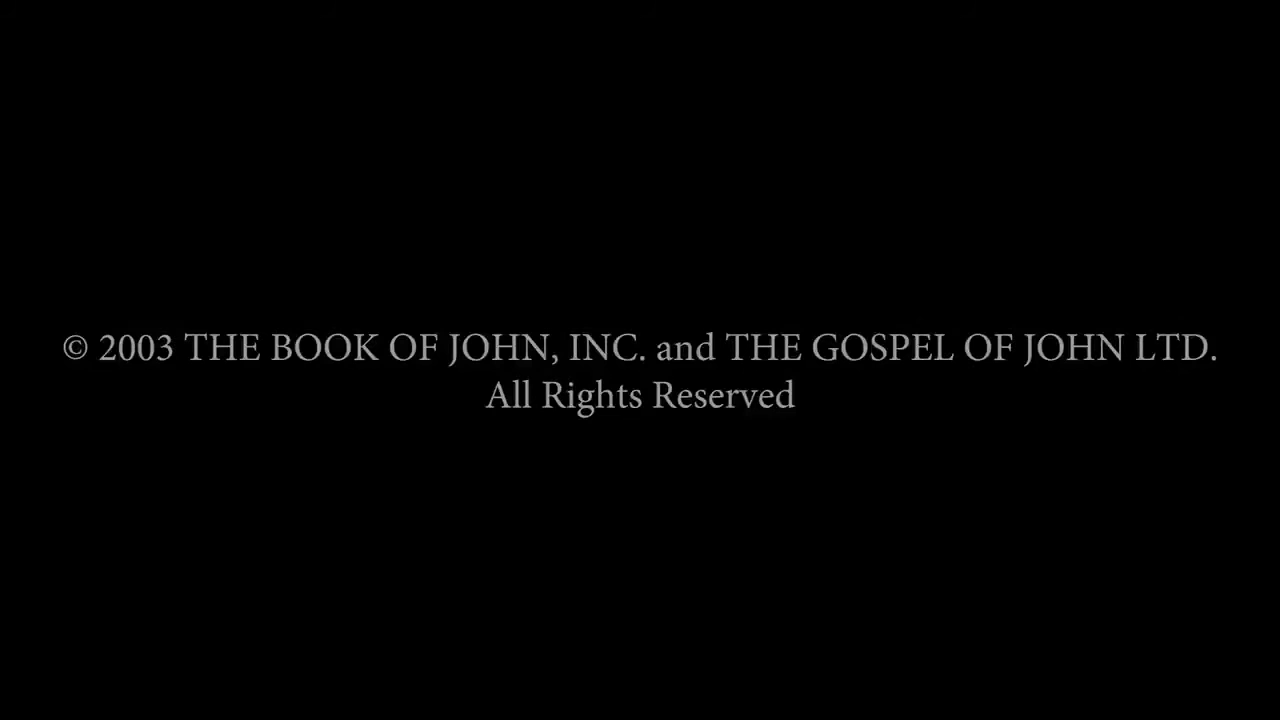 © 2003 THE BOOK OF JOHN, INC. and THE GOSPEL OF JOHN LTD.
All Rights Reserved